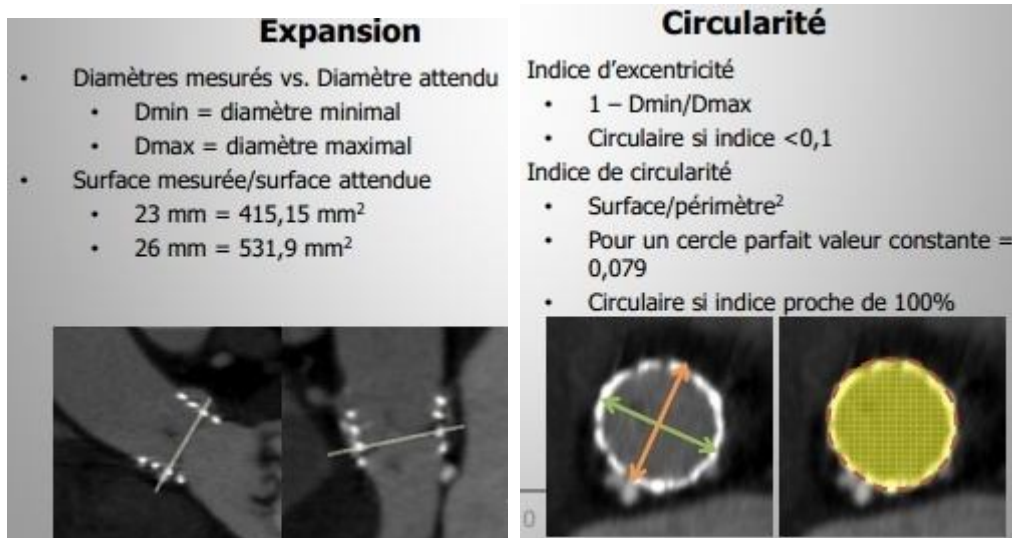 Expansion
• Diamètres mesurés vs. Diamètre attendu
• Dmin = diamètre minimal
• Dmax = diamètre maximal
• Surface mesurée/surface attendue
• 23 mm = 415,15 mm²
• 26 mm = 531,9 mm²
Circularité
Indice d'excentricité
• 1 – Dmin/Dmax
• Circulaire si indice <0,1
Indice de circularité
• Surface/périmètre²
• Pour un cercle parfait valeur constante =
0,079
• Circulaire si indice proche de 100%
0